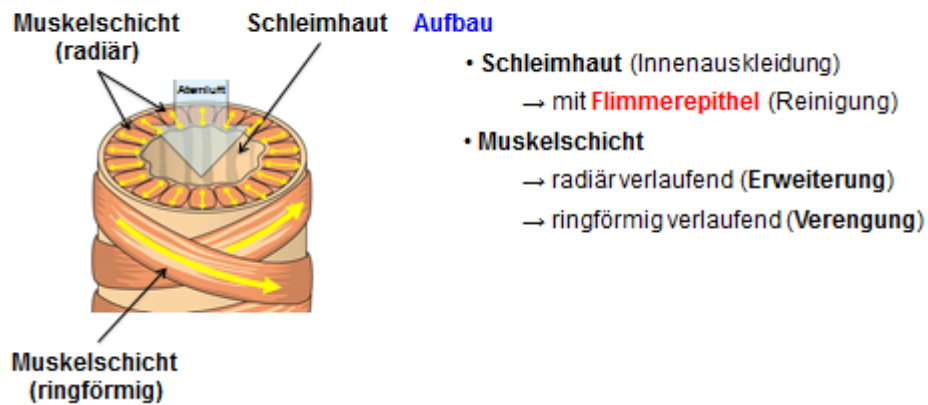 Muskelschicht
(radiär)
Schleimhaut
Atemluft
Muskelschicht
(ringförmig)
Aufbau
• Schleimhaut (Innenauskleidung)
→ mit Flimmerepithel (Reinigung)
• Muskelschicht
→ radiär verlaufend (Erweiterung)
→ ringförmig verlaufend (Verengung)